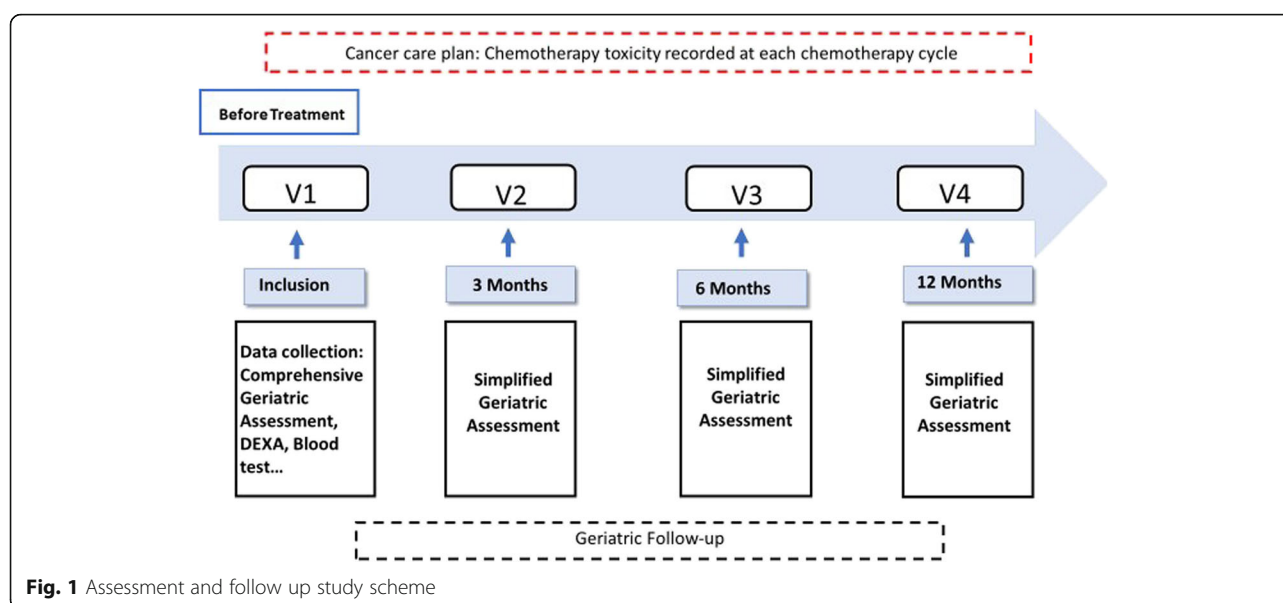 Cancer care plan: Chemotherapy toxicity recorded at each chemotherapy cycle
Before Treatment
V1
V2
V3
V4
Inclusion
3 Months
6 Months
12 Months
Data collection:
Comprehensive
Geriatric
Assessment,
DEXA, Blood
test...
Simplified
Geriatric
Assessment
Simplified
Geriatric
Assessment
Simplified
Geriatric
Assessment
Geriatric Follow-up
Fig. 1 Assessment and follow up study scheme